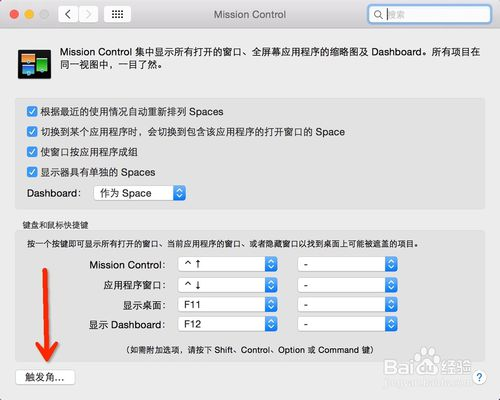 Mission Control
搜索
Mission Control 集中显示所有打开的窗口、全屏幕应用程序的缩略图及 Dashboard。所有项目在
同一视图中，一目了然。
根据最近的使用情况自动重新排列 Spaces
切换到某个应用程序时，会切换到包含该应用程序的打开窗口的 Space
使窗口按应用程序成组
显示器具有单独的 Spaces
Dashboard: 作为 Space
键盘和鼠标快捷键
按一个按键即可显示所有打开的窗口、当前应用程序的窗口、或者隐藏窗口以找到桌面上可能被遮盖的项目。
Mission Control: ^↑ -
应用程序窗口: ^↓ -
显示桌面: F11 -
显示 Dashboard: F12 -
(如需附加选项，请按下 Shift、Control、Option 或 Command 键)
触发角... ?
Baidu 经验
jingyan.baidu.com